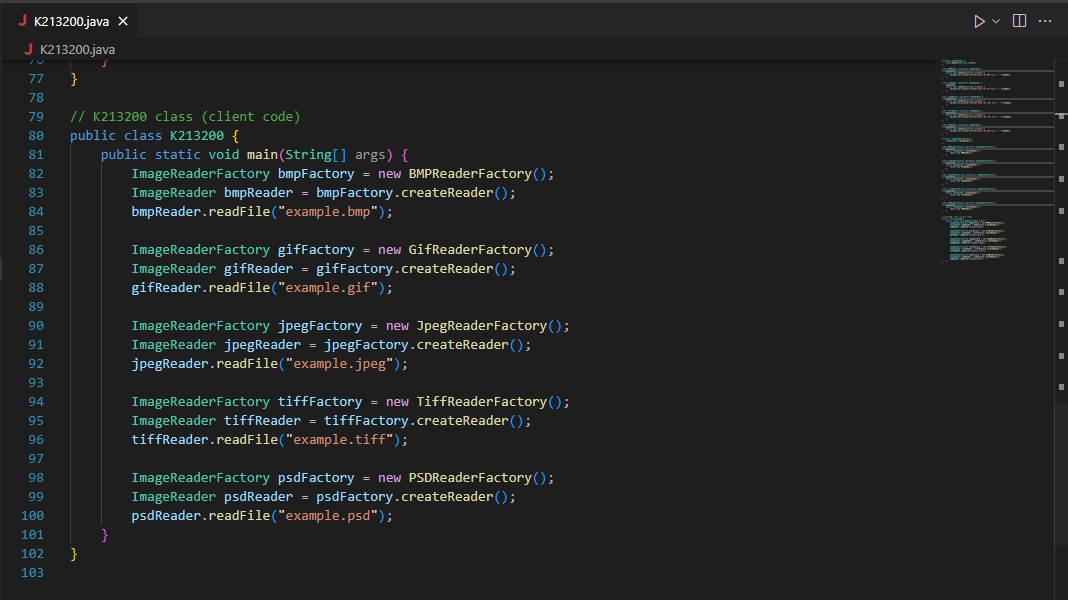 J K213200.java ×
J K213200.java
76 }
77 }
78
79 // K213200 class (client code)
80 public class K213200 {
81 public static void main(String[] args) {
82 ImageReaderFactory bmpFactory = new BMPReaderFactory();
83 ImageReader bmpReader = bmpFactory.createReader();
84 bmpReader.readFile("example.bmp");
85
86 ImageReaderFactory gifFactory = new GifReaderFactory();
87 ImageReader gifReader = gifFactory.createReader();
88 gifReader.readFile("example.gif");
89
90 ImageReaderFactory jpegFactory = new JpegReaderFactory();
91 ImageReader jpegReader = jpegFactory.createReader();
92 jpegReader.readFile("example.jpeg");
93
94 ImageReaderFactory tiffFactory = new TiffReaderFactory();
95 ImageReader tiffReader = tiffFactory.createReader();
96 tiffReader.readFile("example.tiff");
97
98 ImageReaderFactory psdFactory = new PSDReaderFactory();
99 ImageReader psdReader = psdFactory.createReader();
100 psdReader.readFile("example.psd");
101 }
102 }
103